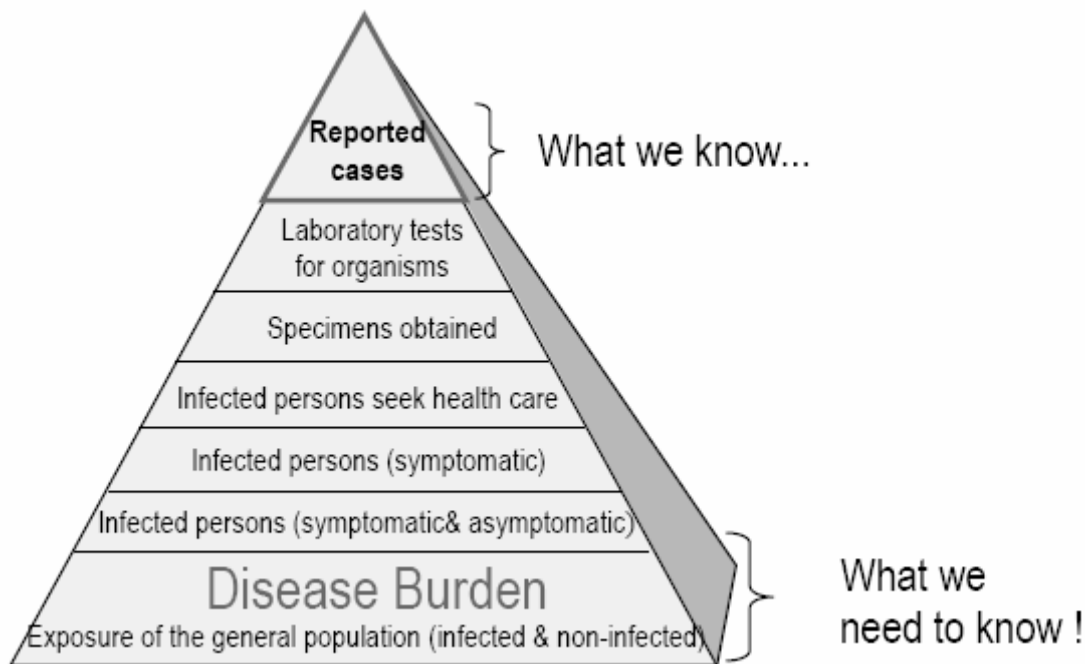 Reported
cases
What we know...
Laboratory tests
for organisms
Specimens obtained
Infected persons seek health care
Infected persons (symptomatic)
Infected persons (symptomatic& asymptomatic)
Disease Burden
Exposure of the general population (infected & non-infected)
What we
need to know !